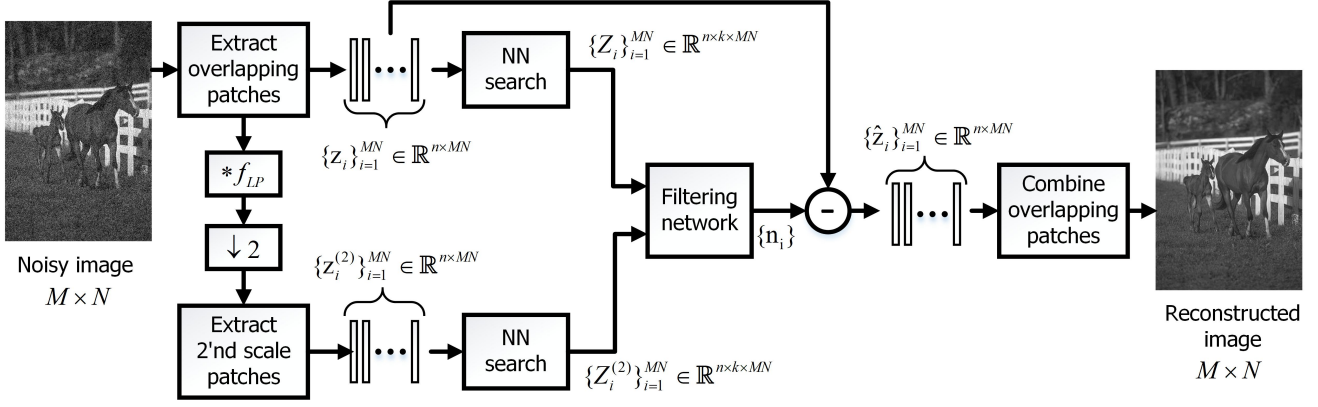 Noisy image
M × N
Extract
overlapping
patches
* f_{LP}
↓ 2
Extract
2'nd scale
patches
{z_i}_{i=1}^{MN} ∈ ℝ^{n×MN}
{z_i^{(2)}}_{i=1}^{MN} ∈ ℝ^{n×MN}
NN
search
{Z_i}_{i=1}^{MN} ∈ ℝ^{n×k×MN}
NN
search
{Z_i^{(2)}}_{i=1}^{MN} ∈ ℝ^{n×k×MN}
Filtering
network
{n_i}
-
{ẑ_i}_{i=1}^{MN} ∈ ℝ^{n×MN}
Combine
overlapping
patches
Reconstructed
image
M × N